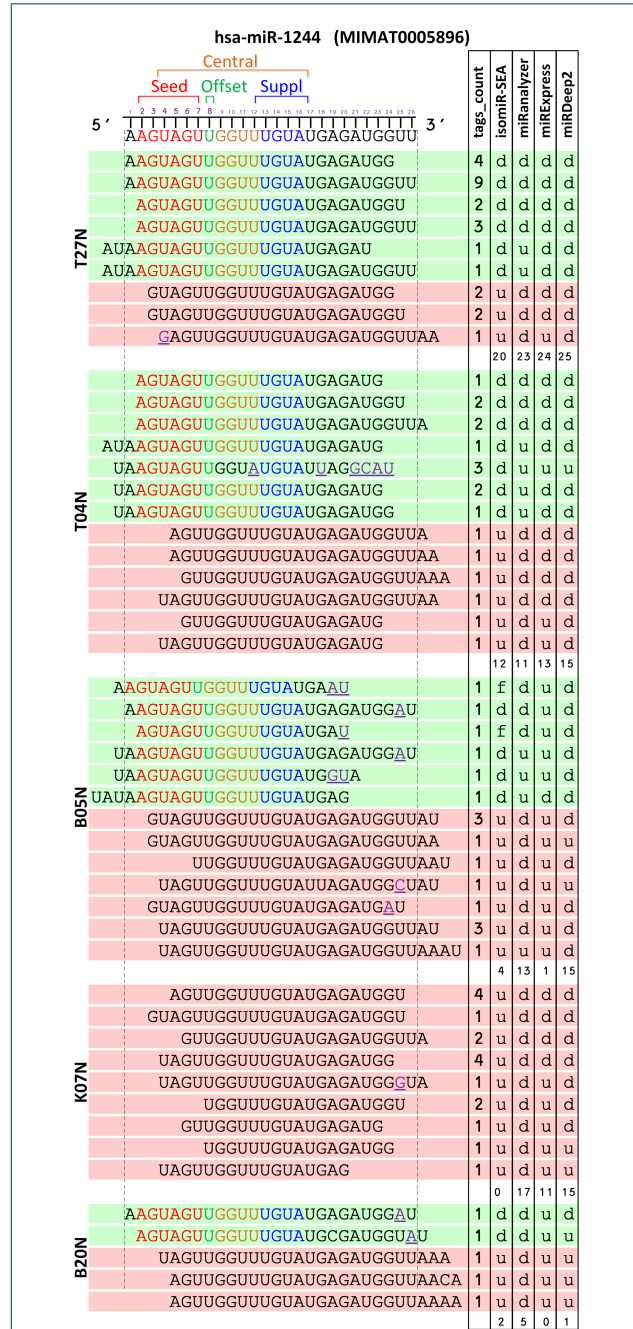 hsa-miR-1244 (MIMAT0005896)
Central
Seed Offset Suppl
tags_count isomiR-SEA miRanalyzer miRExpress miRDeep2
1 2 3 4 5 6 7 8 9 10 11 12 13 14 15 16 17 18 19 20 21 22 23 24 25 26
5′ 3′
AAGUAGUUGGUUUGUAUGAGAUGGUU
T27N
AAGUAGUUGGUUUGUAUGAGAUGG 4 d d d d
AAGUAGUUGGUUUGUAUGAGAUGGUU 9 d d d d
AGUAGUUGGUUUGUAUGAGAUGGU 2 d d d d
AGUAGUUGGUUUGUAUGAGAUGGUU 3 d d d d
AUAAGUAGUUGGUUUGUAUGAGAU 1 d u d d
AUAAGUAGUUGGUUUGUAUGAGAUGGUU 1 d u d d
GUAGUUGGUUUGUAUGAGAUGG 2 u d d d
GUAGUUGGUUUGUAUGAGAUGGU 2 u d d d
GAGUUGGUUUGUAUGAGAUGGUUAA 1 u d u d
20 23 24 25
T04N
AGUAGUUGGUUUGUAUGAGAUG 1 d d d d
AGUAGUUGGUUUGUAUGAGAUGGU 2 d d d d
AGUAGUUGGUUUGUAUGAGAUGGUUA 2 d d d d
AUAAGUAGUUGGUUUGUAUGAGAUG 1 d u d d
UAAGUAGUUGGUAUGUAUUAGGCAU 3 d u u u
UAAGUAGUUGGUUUGUAUGAGAUG 2 d u d d
UAAGUAGUUGGUUUGUAUGAGAUGG 1 d u d d
AGUUGGUUUGUAUGAGAUGGUUA 1 u d d d
AGUUGGUUUGUAUGAGAUGGUUAA 1 u d d d
GUUGGUUUGUAUGAGAUGGUUAAA 1 u d d d
UAGUUGGUUUGUAUGAGAUGGUUAA 1 u d d d
GUUGGUUUGUAUGAGAUG 1 u d u d
UAGUUGGUUUGUAUGAGAUG 1 u d u d
12 11 13 15
B05N
AAGUAGUUGGUUUGUAUGAAU 1 f d u d
AAGUAGUUGGUUUGUAUGAGAUGGAU 1 d d u d
AGUAGUUGGUUUGUAUGAU 1 f d u d
UAAGUAGUUGGUUUGUAUGAGAUGGAU 1 d u u d
UAAGUAGUUGGUUUGUAUGGUA 1 d u u d
UAUAAGUAGUUGGUUUGUAUGAG 1 d u d d
GUAGUUGGUUUGUAUGAGAUGGUUAU 3 u d u d
GUAGUUGGUUUGUAUGAGAUGGUUAA 1 u d u u
UUGGUUUGUAUGAGAUGGUUAAU 1 u d u d
UAGUUGGUUUGUAUUAGAUGGCUAU 1 u d u u
GUAGUUGGUUUGUAUGAGAUGAU 1 u d u d
UAGUUGGUUUGUAUGAGAUGGUUAU 3 u d u d
UAGUUGGUUUGUAUGAGAUGGUUAAAU 1 u u u d
4 13 1 15
K07N
AGUUGGUUUGUAUGAGAUGGU 4 u d d d
GUAGUUGGUUUGUAUGAGAUGGU 1 u d d d
GUUGGUUUGUAUGAGAUGGUUA 2 u d d d
UAGUUGGUUUGUAUGAGAUGG 4 u d d d
UAGUUGGUUUGUAUGAGAUGGGUA 1 u d u d
UGGUUUGUAUGAGAUGGU 2 u d u d
GUUGGUUUGUAUGAGAUG 1 u d u d
UGGUUUGUAUGAGAUGG 1 u d u u
UAGUUGGUUUGUAUGAG 1 u d u u
0 17 11 15
B20N
AAGUAGUUGGUUUGUAUGAGAUGGAU 1 d d u d
AGUAGUUGGUUUGUAUGCGAUGGUAU 1 d d u u
UAGUUGGUUUGUAUGAGAUGGUUAAA 1 u d u u
AGUUGGUUUGUAUGAGAUGGUUAACA 1 u d u u
AGUUGGUUUGUAUGAGAUGGUUAAAA 1 u d u u
2 5 0 1